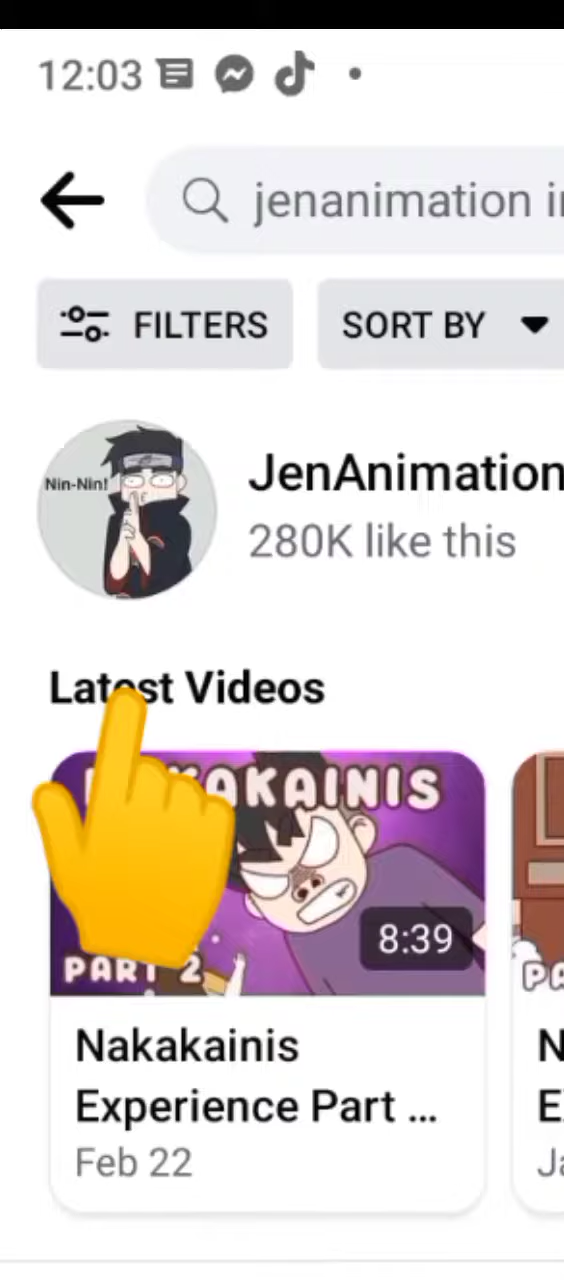 12:03
jenanimation
FILTERS
SORT BY
Nin-Nin!
JenAnimation
280K like this
Latest Videos
PART 2
8:39
Nakakainis
Experience Part ...
Feb 22